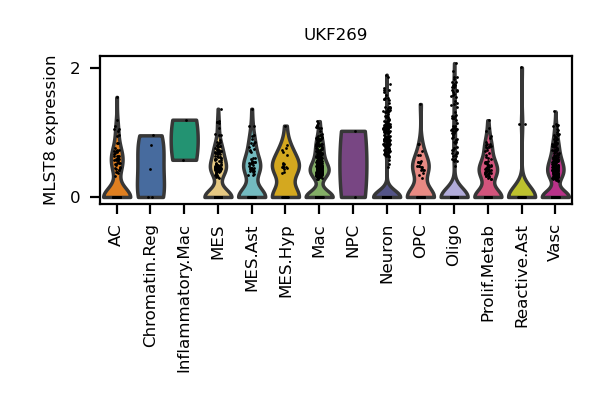 UKF269
MLST8 expression
2
0
AC
Chromatin.Reg
Inflammatory.Mac
MES
MES.Ast
MES.Hyp
Mac
NPC
Neuron
OPC
Oligo
Prolif.Metab
Reactive.Ast
Vasc